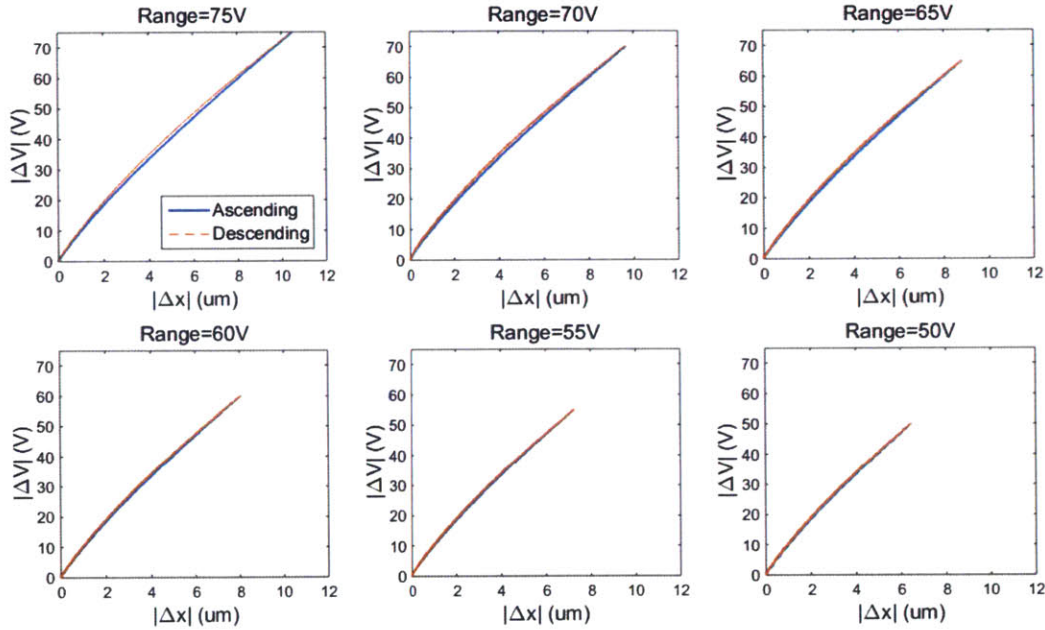 Range=75V
Range=70V
Range=65V
|ΔV| (V)
70
60
50
40
30
20
10
0
Ascending
Descending
0 2 4 6 8 10 12
|Δx| (um)
|ΔV| (V)
70
60
50
40
30
20
10
0
0 2 4 6 8 10 12
|Δx| (um)
|ΔV| (V)
70
60
50
40
30
20
10
0
0 2 4 6 8 10 12
|Δx| (um)
Range=60V
Range=55V
Range=50V
|ΔV| (V)
70
60
50
40
30
20
10
0
0 2 4 6 8 10 12
|Δx| (um)
|ΔV| (V)
70
60
50
40
30
20
10
0
0 2 4 6 8 10 12
|Δx| (um)
|ΔV| (V)
70
60
50
40
30
20
10
0
0 2 4 6 8 10 12
|Δx| (um)